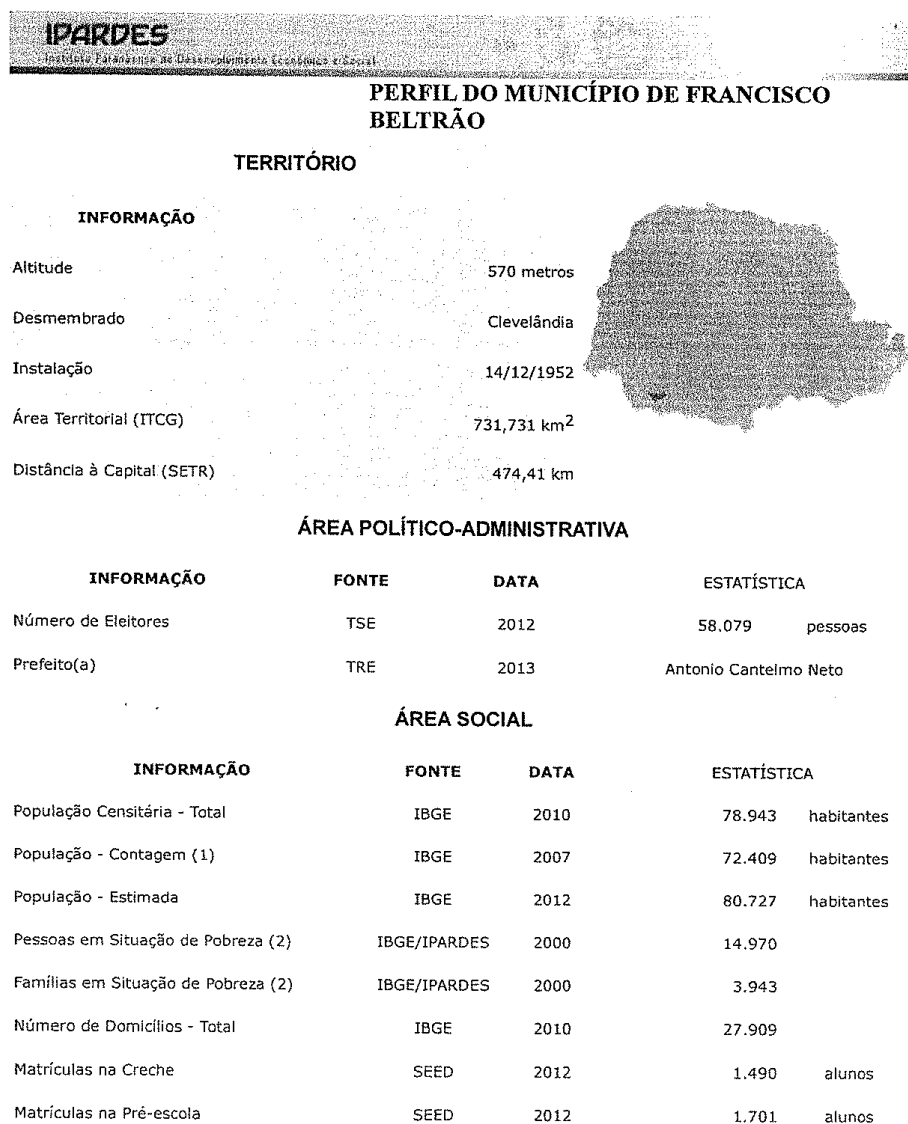 IPARDES
Instituto Paranaense de Desenvolvimento Econômico e Social
PERFIL DO MUNICÍPIO DE FRANCISCO
BELTRÃO
TERRITÓRIO
INFORMAÇÃO
Altitude 570 metros
Desmembrado Clevelândia
Instalação 14/12/1952
Área Territorial (ITCG) 731,731 km²
Distância à Capital (SETR) 474,41 km
ÁREA POLÍTICO-ADMINISTRATIVA
INFORMAÇÃO FONTE DATA ESTATÍSTICA
Número de Eleitores TSE 2012 58.079 pessoas
Prefeito(a) TRE 2013 Antonio Cantelmo Neto
ÁREA SOCIAL
INFORMAÇÃO FONTE DATA ESTATÍSTICA
População Censitária - Total IBGE 2010 78.943 habitantes
População - Contagem (1) IBGE 2007 72.409 habitantes
População - Estimada IBGE 2012 80.727 habitantes
Pessoas em Situação de Pobreza (2) IBGE/IPARDES 2000 14.970
Famílias em Situação de Pobreza (2) IBGE/IPARDES 2000 3.943
Número de Domicílios - Total IBGE 2010 27.909
Matrículas na Creche SEED 2012 1.490 alunos
Matrículas na Pré-escola SEED 2012 1.701 alunos